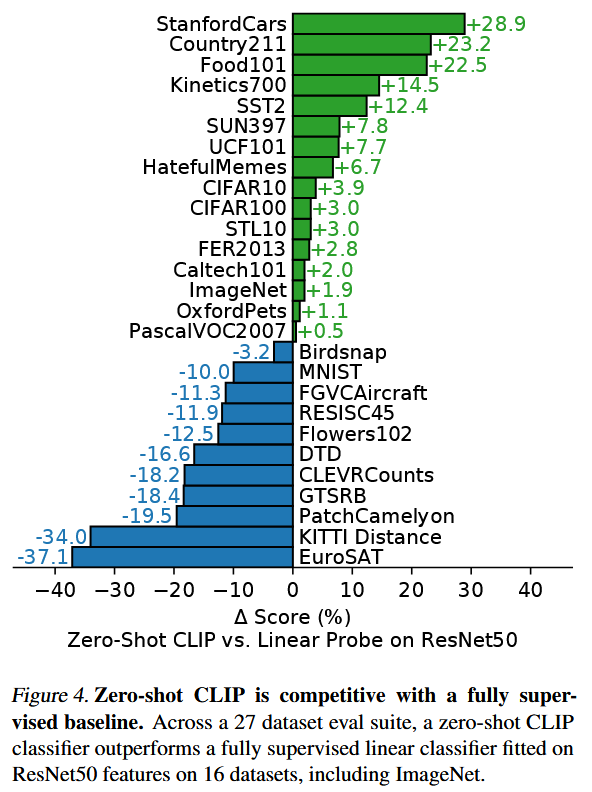 StanfordCars +28.9
Country211 +23.2
Food101 +22.5
Kinetics700 +14.5
SST2 +12.4
SUN397 +7.8
UCF101 +7.7
HatefulMemes +6.7
CIFAR10 +3.9
CIFAR100 +3.0
STL10 +3.0
FER2013 +2.8
Caltech101 +2.0
ImageNet +1.9
OxfordPets +1.1
PascalVOC2007 +0.5
-3.2 Birdsnap
-10.0 MNIST
-11.3 FGVCAircraft
-11.9 RESISC45
-12.5 Flowers102
-16.6 DTD
-18.2 CLEVRCounts
-18.4 GTSRB
-19.5 PatchCamelyon
-34.0 KITTI Distance
-37.1 EuroSAT
−40 −30 −20 −10 0 10 20 30 40
Δ Score (%)
Zero-Shot CLIP vs. Linear Probe on ResNet50
Figure 4. Zero-shot CLIP is competitive with a fully super-
vised baseline. Across a 27 dataset eval suite, a zero-shot CLIP
classifier outperforms a fully supervised linear classifier fitted on
ResNet50 features on 16 datasets, including ImageNet.